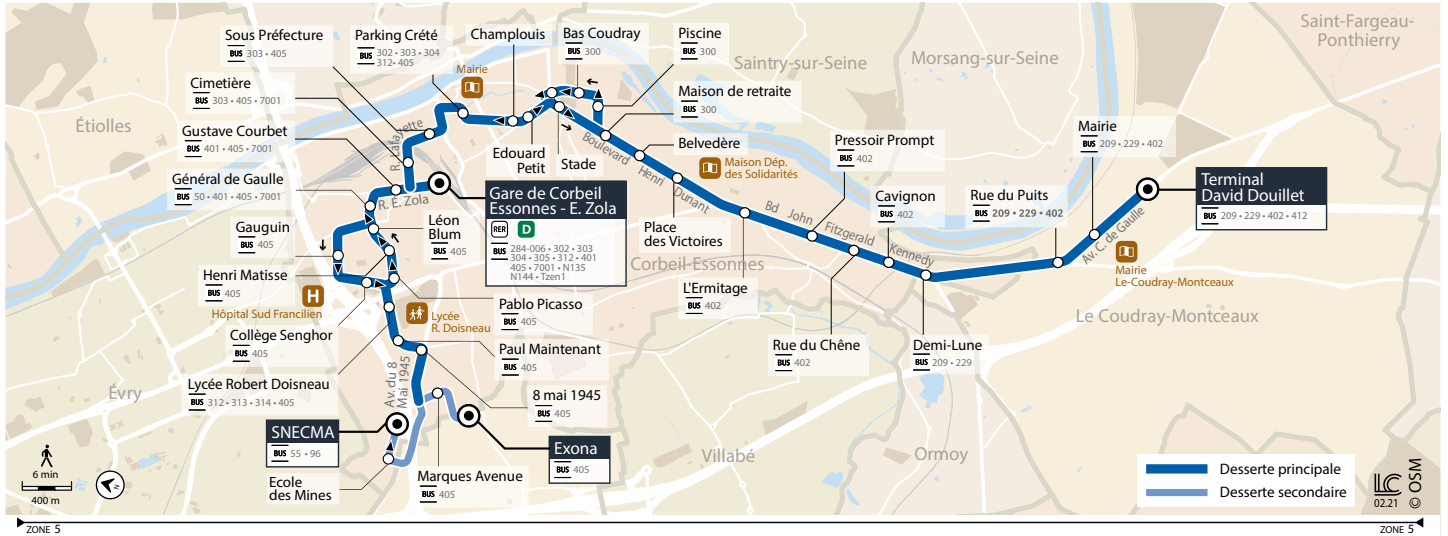 Sous Préfecture
BUS 303 • 405
Parking Crété
BUS 302 • 303 • 304
312 • 405
Champlouis
Bas Coudray
BUS 300
Piscine
BUS 300
Saint-Fargeau-
Ponthierry
Morsang-sur-Seine
Saintry-sur-Seine
Mairie
Cimetière
BUS 303 • 405 • 7001
Maison de retraite
BUS 300
Étiolles
Gustave Courbet
BUS 401 • 405 • 7001
R. Lafayette
Edouard
Petit
Stade
Boulevard Henri Dunant
Belvedère
Maison Dép.
des Solidarités
Pressoir Prompt
BUS 402
Mairie
BUS 209 • 229 • 402
Général de Gaulle
BUS 50 • 401 • 405 • 7001
R. É. Zola
Gare de Corbeil
Essonnes - E. Zola
RER D
BUS 284-006 • 302 • 303
304 • 305 • 312 • 401
405 • 7001 • N135
N144 • Tzen1
Terminal
David Douillet
BUS 209 • 229 • 402 • 412
Gauguin
BUS 405
Léon
Blum
BUS 405
Place
des Victoires
Bd John Fitzgerald Kennedy
Cavignon
BUS 402
Rue du Puits
BUS 209 • 229 • 402
Av. C. de Gaulle
Mairie
Le-Coudray-Montceaux
Henri Matisse
BUS 405
H
Hôpital Sud Francilien
Corbeil-Essonnes
L'Ermitage
BUS 402
Pablo Picasso
BUS 405
Lycée
R. Doisneau
Le Coudray-Montceaux
Collège Senghor
BUS 405
Paul Maintenant
BUS 405
Rue du Chêne
BUS 402
Demi-Lune
BUS 209 • 229
Évry
Lycée Robert Doisneau
BUS 312 • 313 • 314 • 405
Av. du 8
Mai 1945
8 mai 1945
BUS 405
SNECMA
BUS 55 • 96
Exona
BUS 405
Villabé
Ormoy
Ecole
des Mines
Marques Avenue
BUS 405
6 min
400 m
N
Desserte principale
Desserte secondaire
LC
02.21
© OSM
ZONE 5
ZONE 5